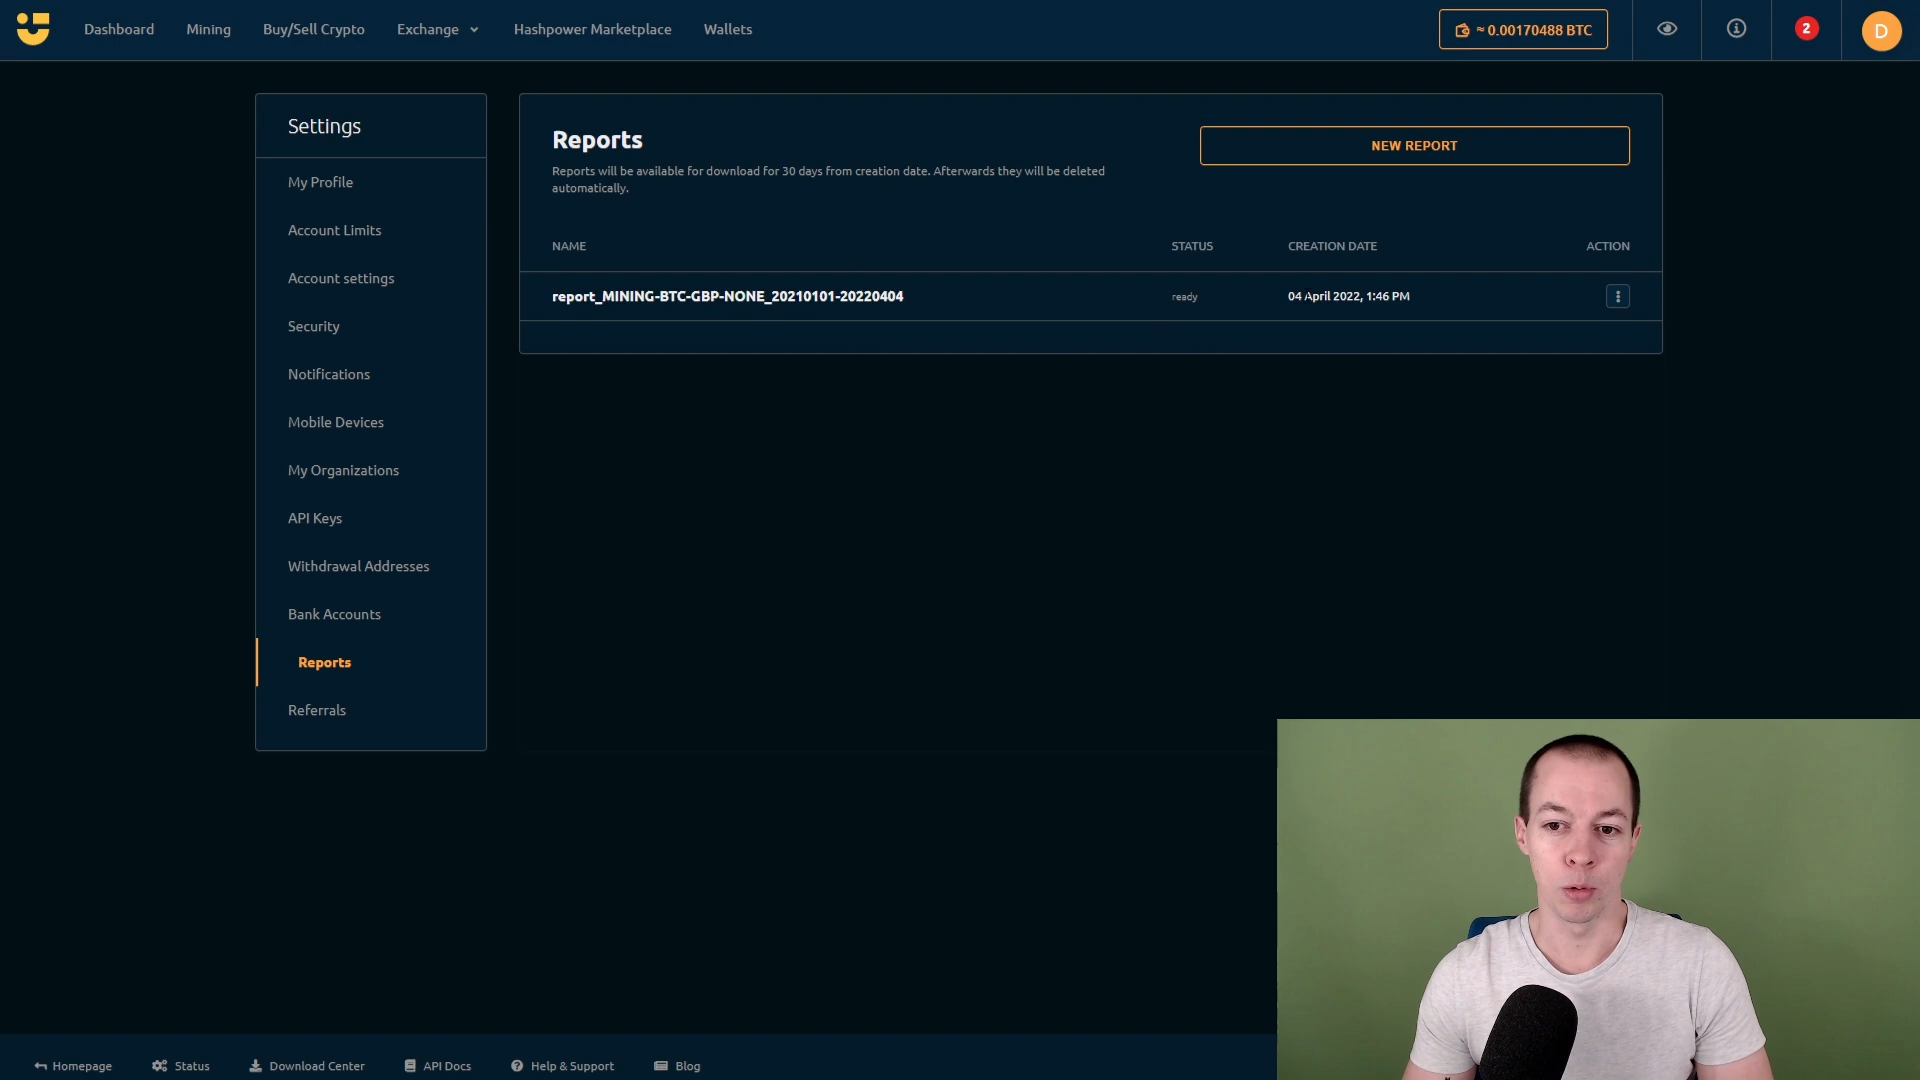 Dashboard
Mining
Buy/Sell Crypto
Exchange
Hashpower Marketplace
Wallets
≈ 0.00170488 BTC
2
D
Settings
My Profile
Account Limits
Account settings
Security
Notifications
Mobile Devices
My Organizations
API Keys
Withdrawal Addresses
Bank Accounts
Reports
Referrals
Reports
Reports will be available for download for 30 days from creation date. Afterwards they will be deleted
automatically.
NEW REPORT
NAME STATUS CREATION DATE ACTION
report_MINING-BTC-GBP-NONE_20210101-20220404 ready 04 April 2022, 1:46 PM
Homepage
Status
Download Center
API Docs
Help & Support
Blog